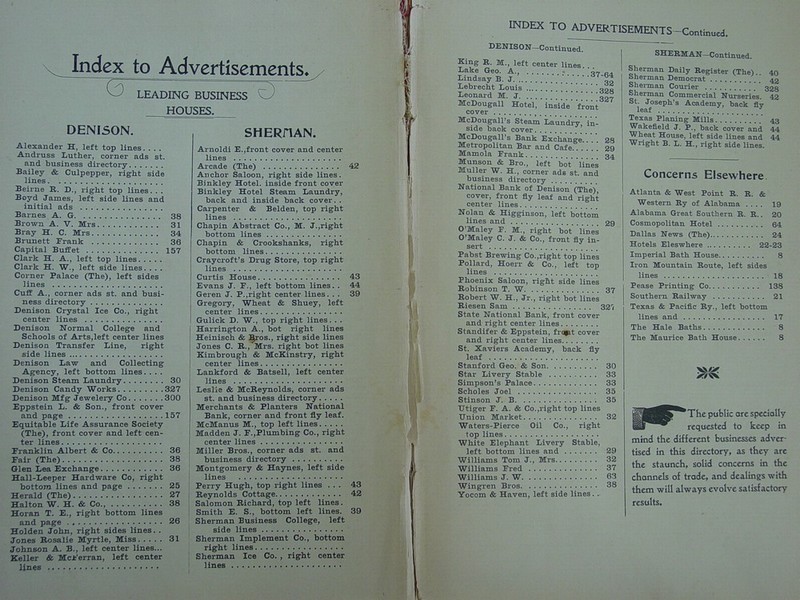 Index to Advertisements.
LEADING BUSINESS
HOUSES.
DENISON.
Alexander H, left top lines....
Andruss Luther, corner ads st.
and business directory.......
Bailey & Culpepper, right side
lines.....................
Beirne R. D., right top lines...
Boyd James, left side lines and
initial ads ..................
Barnes A. G. ................ 38
Brown A. V. Mrs............. 31
Bray H. C. Mrs.............. 34
Brunett Frank ............... 36
Capital Buffet .............. 157
Clark H. A., left top lines.....
Clark H. W., left side lines....
Corner Palace (The), left sides
lines ......................
Cuff A., corner ads st. and busi-
ness directory...............
Denison Crystal Ice Co., right
center lines .................
Denison Normal College and
Schools of Arts,left center lines
Denison Transfer Line, right
side lines ...................
Denison Law and Collecting
Agency, left bottom lines....
Denison Steam Laundry........ 30
Denison Candy Works.........327
Denison Mfg Jewelery Co......300
Eppstein L. & Son., front cover
and page ...................157
Equitable Life Assurance Society
(The), front cover and left cen-
ter lines ....................
Franklin Albert & Co.......... 36
Fair (The)................... 38
Glen Lea Exchange............ 36
Hall-Leeper Hardware Co, right
bottom lines and page ....... 25
Herald (The)................. 27
Halton W. H. & Co., .......... 38
Horan T. E., right bottom lines
and page ................... 26
Holden John, right sides lines..
Jones Rosalie Myrtle, Miss..... 31
Johnson A. B., left center lines...
Keller & McFerran, left center
lines ....................
SHERMAN.
Arnoldi E.,front cover and center
lines ......................
Arcade (The) ................ 42
Anchor Saloon, right side lines.
Binkley Hotel. inside front cover
Binkley Hotel Steam Laundry,
back and inside back cover..
Carpenter & Belden, top right
lines ......................
Chapin Abstract Co., M. J.,right
bottom lines ................
Chapin & Crookshanks, right
bottom lines................
Craycroft's Drug Store, top right
lines ......................
Curtis House................. 43
Evans J. F., left bottom lines.. 44
Geren J. P.,right center lines... 39
Gregory, Wheat & Shuey, left
center lines.................
Gulick D. W., top right lines...
Harrington A., bot right lines
Heinisch & Bros., right side lines
Jones C. R., Mrs. right bot lines
Kimbrough & McKinstry, right
center lines.................
Lankford & Batsell, left center
lines ......................
Leslie & McReynolds, corner ads
st. and business directory.....
Merchants & Planters National
Bank, corner and front fly leaf.
McManus M., top left lines.....
Madden J. F.,Plumbing Co., right
center lines .................
Miller Bros., corner ads st. and
business directory ...........
Montgomery & Haynes, left side
lines ......................
Perry Hugh, top right lines ... 43
Reynolds Cottage............. 42
Salomon Richard, top left lines.
Smith E. S., bottom left lines. 39
Sherman Business College, left
side lines ...................
Sherman Implement Co., bottom
right lines..................
Sherman Ice Co., right center
lines ......................
INDEX TO ADVERTISEMENTS—Continued.
DENISON—Continued.
King R. M., left center lines...
Lake Geo. A., ............37-64
Lindsay B. J. ............... 32
Lebrecht Louis ..............328
Leonard M. J. ..............327
McDougall Hotel, inside front
cover ......................
McDougall's Steam Laundry, in-
side back cover..............
McDougall's Bank Exchange.... 28
Metropolitan Bar and Cafe..... 29
Mamola Frank............... 34
Munson & Bro., left bot lines
Muller W. H., corner ads st. and
business directory ..........
National Bank of Denison (The),
cover, front fly leaf and right
center lines.................
Nolan & Higginson, left bottom
lines and ................... 29
O'Maley F. M., right bot lines
O'Maley C. J. & Co., front fly in-
sert ......................
Pabst Brewing Co.,right top lines
Pollard, Hoerr & Co., left top
lines ......................
Phoenix Saloon, right side lines
Robinson T. W. .............. 37
Robert W. H., Jr., right bot lines
Riesen Sam .................
State National Bank, front cover
and right center lines........
Standifer & Eppstein, front cover
and right center lines........
St. Xaviers Academy, back fly
leaf ......................
Stanford Geo. & Son.......... 30
Star Livery Stable ........... 33
Simpson's Palace............. 33
Scholes Joel ................ 35
Stinson J. B. ............... 35
Utiger F. A. & Co.,right top lines
Union Market............... 32
Waters-Pierce Oil Co., right
top lines...................
White Elephant Livery Stable,
left bottom lines and ........ 29
Williams Tom J., Mrs.......... 32
Williams Fred ............... 37
Williams J. W. ............... 63
Wingren Bros. ............... 38
Yocom & Haven, left side lines..
SHERMAN—Continued.
Sherman Daily Register (The).. 40
Sherman Democrat ........... 42
Sherman Courier .............328
Sherman Commercial Nurseries. 42
St. Joseph's Academy, back fly
leaf ......................
Texas Planing Mills........... 43
Wakefield J. P., back cover and 44
Wheat House, left side lines and 44
Wright B. L. H., right side lines.
Concerns Elsewhere
Atlanta & West Point R. R. &
Western Ry of Alabama .... 19
Alabama Great Southern R. R.. 20
Cosmopolitan Hotel ........... 64
Dallas News (The)............ 24
Hotels Eleswhere ..........22-23
Imperial Bath House........... 8
Iron Mountain Route, left sides
lines ...................... 18
Pease Printing Co............ 138
Southern Railway ............ 21
Texas & Pacific Ry., left bottom
lines and .................. 17
The Hale Baths............... 8
The Maurice Bath House...... 8
The public are specially
requested to keep in
mind the different businesses adver-
tised in this directory, as they are
the staunch, solid concerns in the
channels of trade, and dealings with
them will always evolve satisfactory
results.